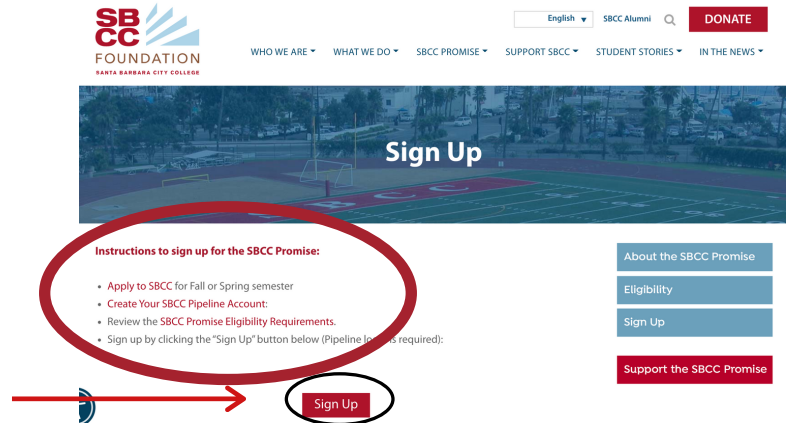 SB
CC
FOUNDATION
SANTA BARBARA CITY COLLEGE
English
SBCC Alumni
DONATE
WHO WE ARE
WHAT WE DO
SBCC PROMISE
SUPPORT SBCC
STUDENT STORIES
IN THE NEWS
Sign Up
S B C C
Instructions to sign up for the SBCC Promise:
• Apply to SBCC for Fall or Spring semester
• Create Your SBCC Pipeline Account:
• Review the SBCC Promise Eligibility Requirements.
• Sign up by clicking the "Sign Up" button below (Pipeline is required):
Sign Up
About the SBCC Promise
Eligibility
Sign Up
Support the SBCC Promise